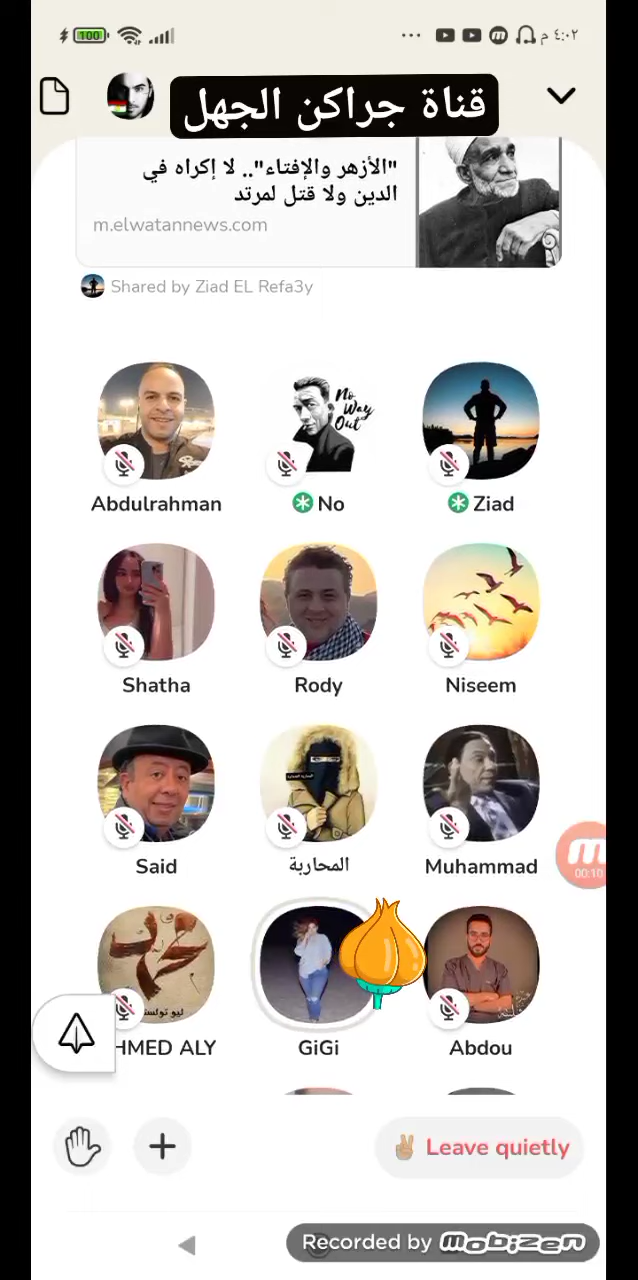 100
٤:٠٢ م
قناة جراكن الجهل
"الأزهر والإفتاء".. لا إكراه في
الدين ولا قتل لمرتد
m.elwatannews.com
Shared by Ziad EL Refa3y
No
Way
Out
Abdulrahman
No
Ziad
Shatha
Rody
Niseem
Said
المحاربة
Muhammad
00:10
ليو تولست
HMED ALY
GiGi
Abdou
Leave quietly
Recorded by mobizen